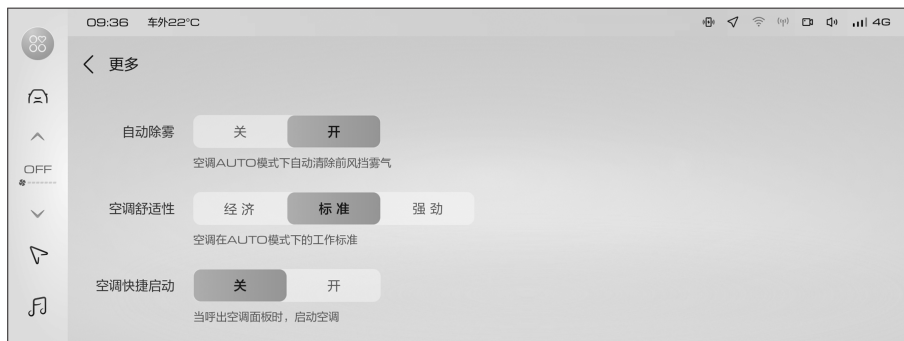 09:36 车外22°C
4G
更多
自动除雾 关 开
空调AUTO模式下自动清除前风挡雾气
OFF
空调舒适性 经济 标准 强劲
空调在AUTO模式下的工作标准
空调快捷启动 关 开
当呼出空调面板时，启动空调